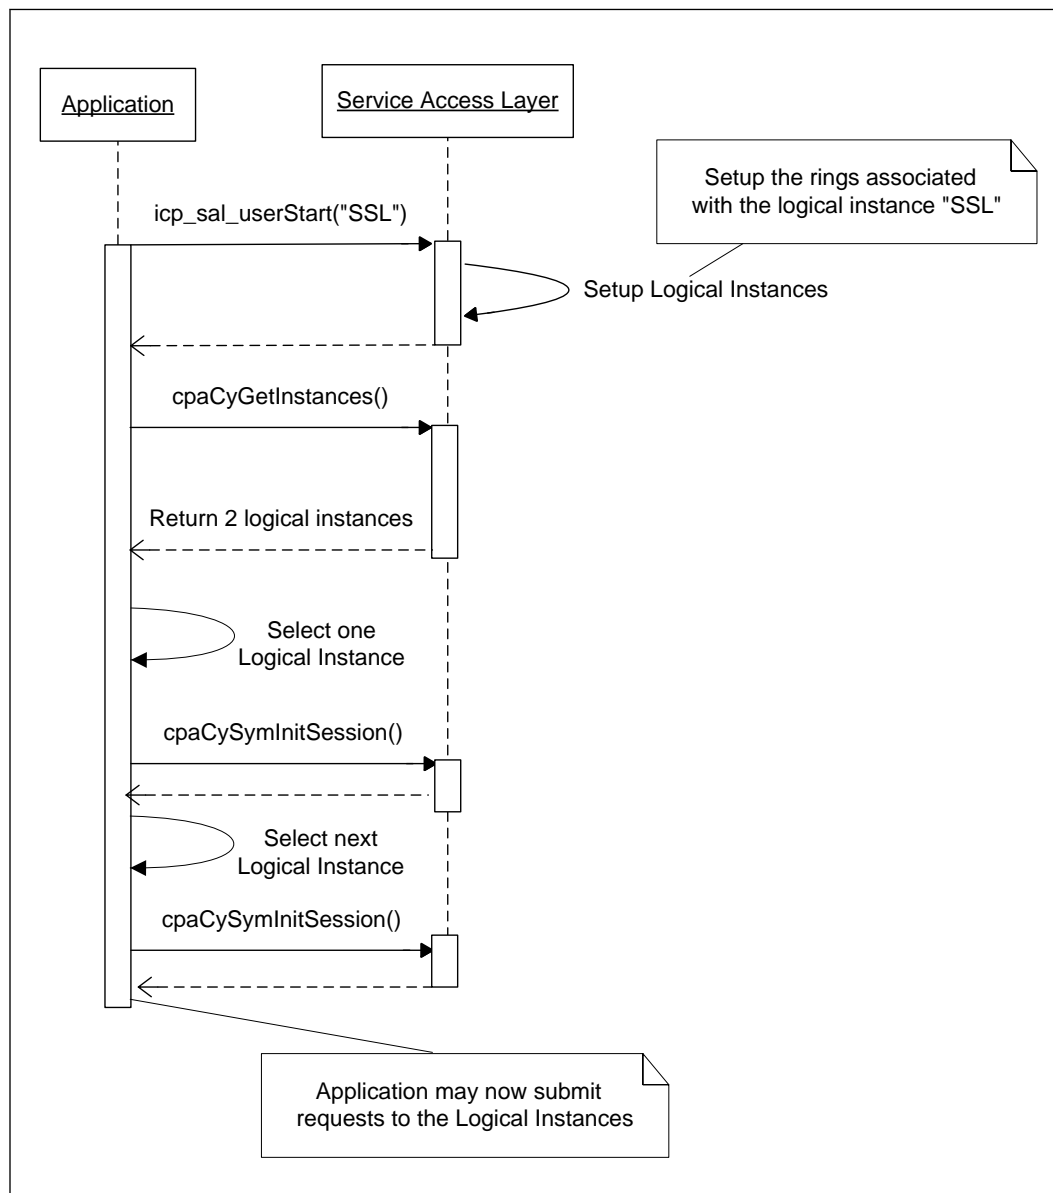 Application
Service Access Layer
Setup the rings associated
with the logical instance "SSL"
icp_sal_userStart("SSL")
Setup Logical Instances
cpaCyGetInstances()
Return 2 logical instances
Select one
Logical Instance
cpaCySymInitSession()
Select next
Logical Instance
cpaCySymInitSession()
Application may now submit
requests to the Logical Instances